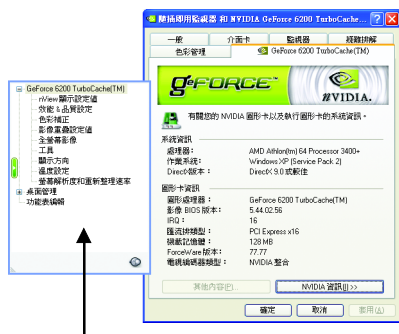 隨插即用監視器 和 NVIDIA GeForce 6200 TurboCache...
一般
介面卡
監視器
疑難排解
色彩管理
GeForce 6200 TurboCache(TM)
GeFORCE™
nVIDIA.
有關您的 NVIDIA 圖形卡以及執行圖形卡的系統資訊。
系統資訊
處理器： AMD Athlon(tm) 64 Processor 3400+
作業系統： Windows XP (Service Pack 2)
DirectX版本： DirectX 9.0 或較佳
圖形卡資訊
圖形處理器： GeForce 6200 TurboCache(TM)
影像 BIOS 版本： 5.44.02.56
IRQ： 16
匯流排類型： PCI Express x16
機載記憶體： 128 MB
ForceWare 版本： 77.77
電視編碼器類型： NVIDIA 整合
其他內容(E)...
NVIDIA 資訊(I) >>
確定
取消
套用(A)
GeForce 6200 TurboCache(TM)
nView 顯示設定值
效能 & 品質設定
色彩補正
影像重疊設定值
全螢幕影像
工具
顯示方向
溫度設定
螢幕解析度和重新整理速率
桌面管理
功能表編輯